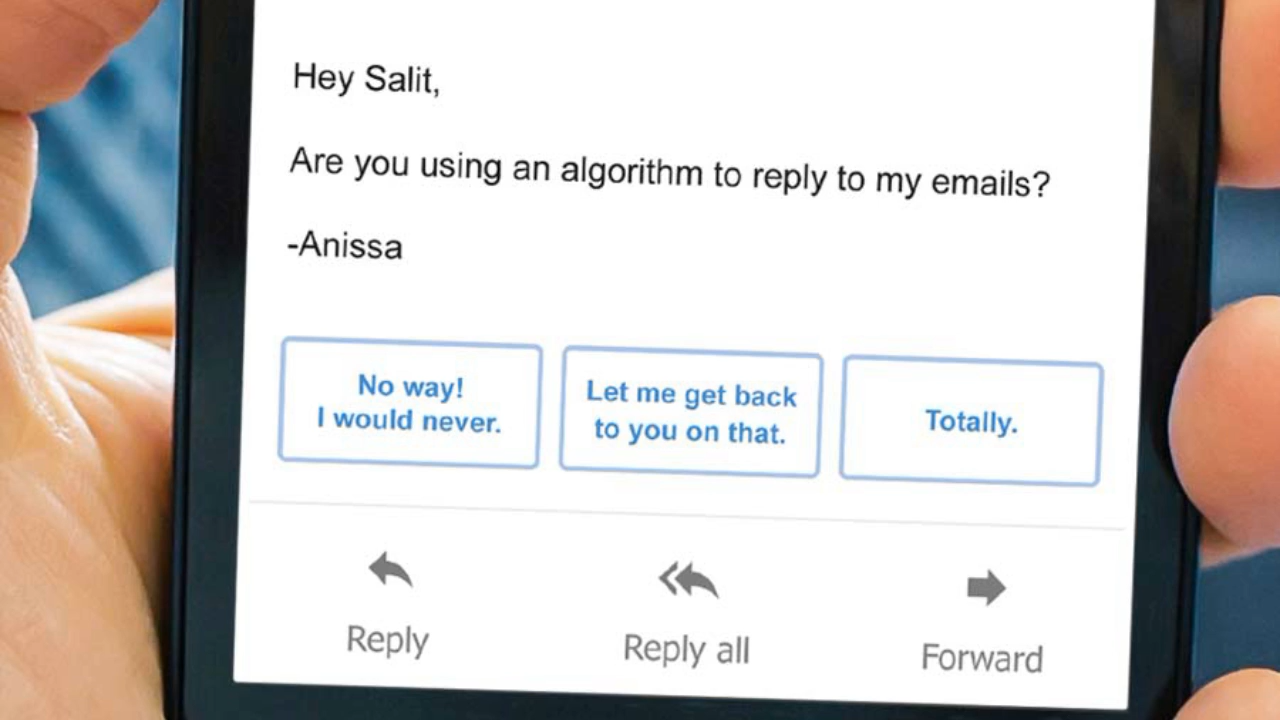 Hey Salit,
Are you using an algorithm to reply to my emails?
-Anissa
No way!
I would never.
Let me get back
to you on that.
Totally.
Reply
Reply all
Forward